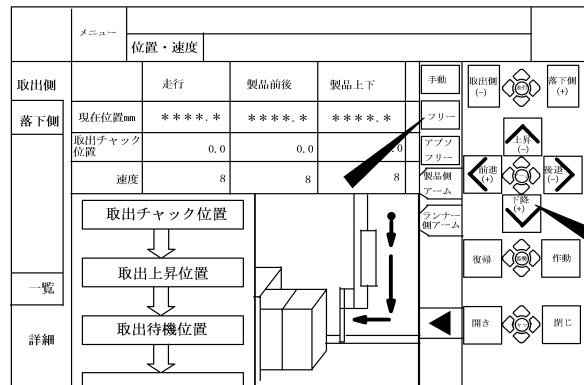 メニュー
位置・速度
取出側
走行
製品前後
製品上下
手動
取出側
(-)
落下側
(+)
落下側
現在位置mm
****.*
****.*
****.*
フリー
取出チャック
位置
0.0
0.0
.0
アブソ
フリー
上昇
(-)
速度
8
8
8
製品側
アーム
前進
(+)
後退
(-)
取出チャック位置
ランナー
側アーム
下降
(+)
取出上昇位置
復帰
作動
一覧
取出待機位置
詳細
開き
閉じ